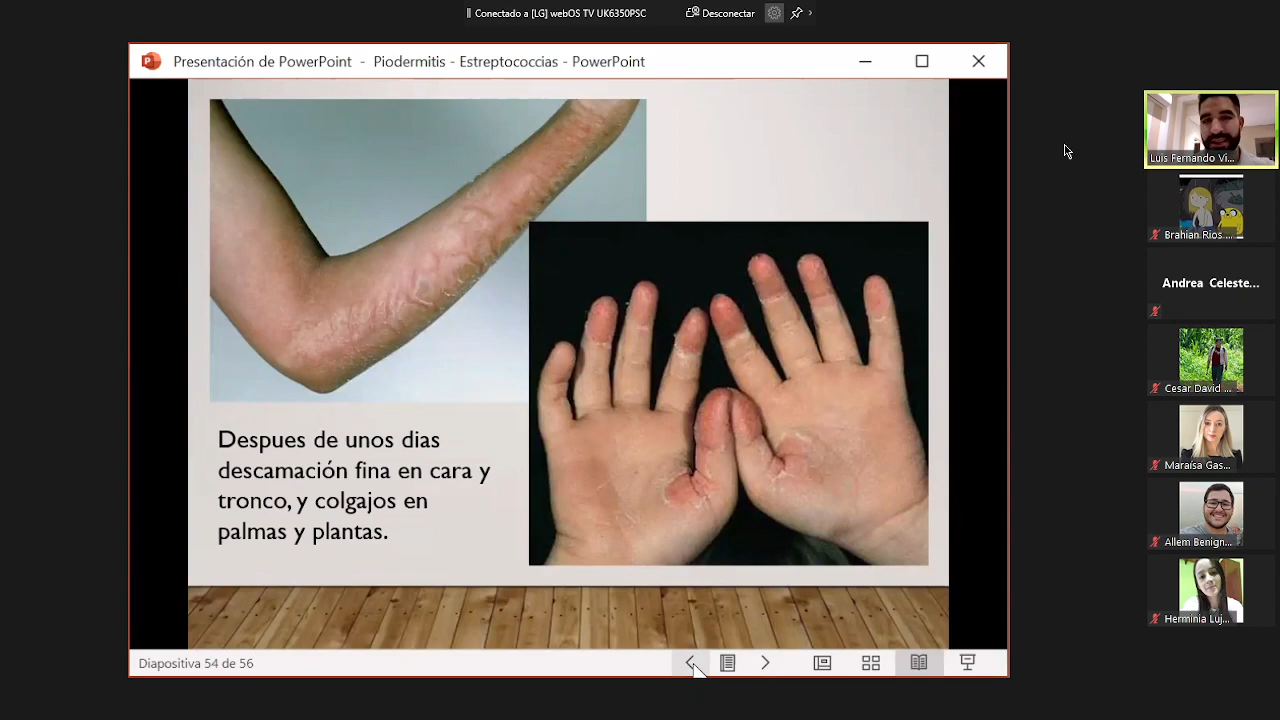 Conectado a [LG] webOS TV UK6350PSC
Desconectar
Presentación de PowerPoint - Piodermitis - Estreptococcias - PowerPoint
Despues de unos dias
descamación fina en cara y
tronco, y colgajos en
palmas y plantas.
Diapositiva 54 de 56
Luis Fernando Vi...
Brahian Rios ...
Andrea Celeste...
Cesar David ...
Maraísa Gas...
Allem Benign...
Herminia Luj...